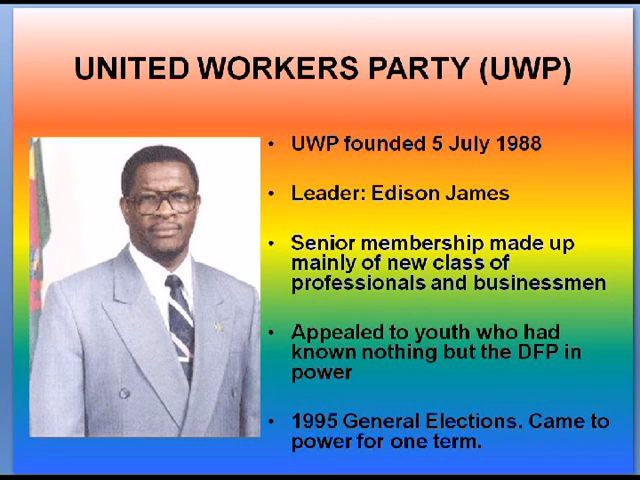 UNITED WORKERS PARTY (UWP)
• UWP founded 5 July 1988
• Leader: Edison James
• Senior membership made up
mainly of new class of
professionals and businessmen
• Appealed to youth who had
known nothing but the DFP in
power
• 1995 General Elections. Came to
power for one term.